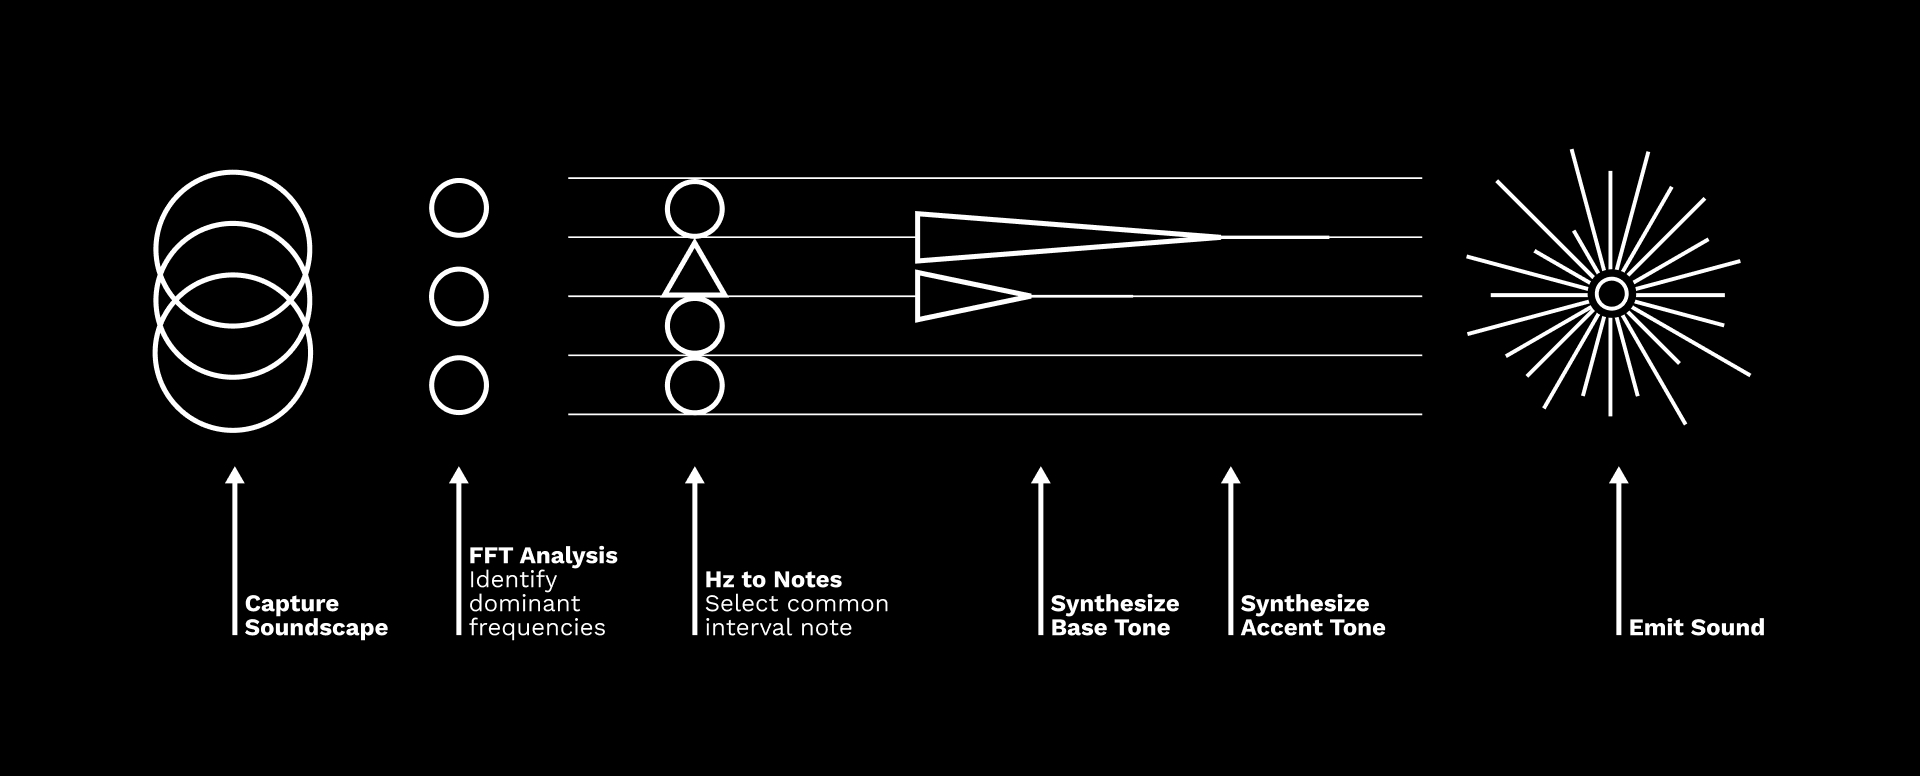 Capture
Soundscape
FFT Analysis
Identify
dominant
frequencies
Hz to Notes
Select common
interval note
Synthesize
Base Tone
Synthesize
Accent Tone
Emit Sound